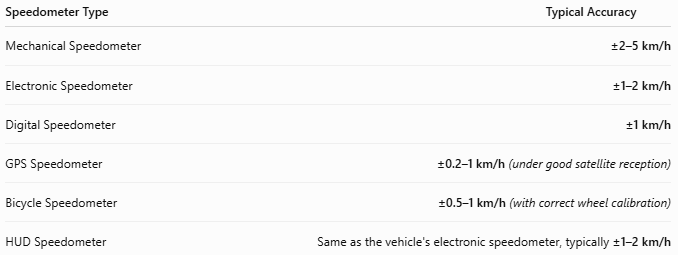 Speedometer Type Typical Accuracy
Mechanical Speedometer ±2–5 km/h
Electronic Speedometer ±1–2 km/h
Digital Speedometer ±1 km/h
GPS Speedometer ±0.2–1 km/h (under good satellite reception)
Bicycle Speedometer ±0.5–1 km/h (with correct wheel calibration)
HUD Speedometer Same as the vehicle's electronic speedometer, typically ±1–2 km/h